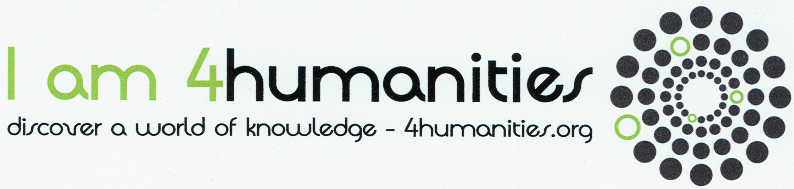 I am 4humanities
discover a world of knowledge - 4humanities.org